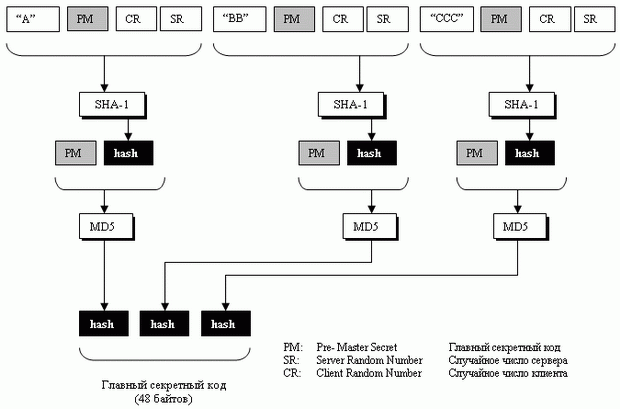 “A” PM CR SR “BB” PM CR SR “CCC” PM CR SR
SHA-1 SHA-1 SHA-1
PM hash PM hash PM hash
MD5 MD5 MD5
hash hash hash
PM: Pre- Master Secret Главный секретный код
SR: Server Random Number Случайное число сервера
CR: Client Random Number Случайное число клиента
Главный секретный код
(48 байтов)